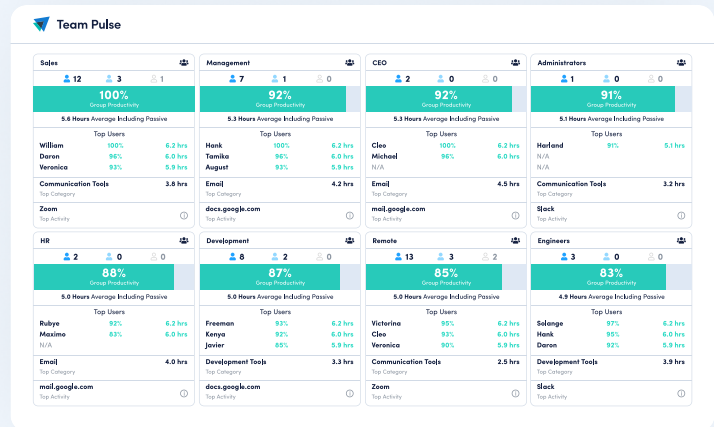 Team Pulse
Sales
12 3 1
100%
Group Productivity
5.6 Hours Average Including Passive
Top Users
William 100% 6.2 hrs
Daron 96% 6.0 hrs
Veronica 93% 5.9 hrs
Communication Tools 3.8 hrs
Top Category
Zoom
Top Activity
Management
7 1 0
92%
Group Productivity
5.3 Hours Average Including Passive
Top Users
Hank 100% 6.2 hrs
Tamika 96% 6.0 hrs
August 93% 5.9 hrs
Email 4.2 hrs
Top Category
docs.google.com
Top Activity
CEO
2 0 0
92%
Group Productivity
5.3 Hours Average Including Passive
Top Users
Cleo 100% 6.2 hrs
Michael 96% 6.0 hrs
N/A
Email 4.5 hrs
Top Category
mail.google.com
Top Activity
Administrators
1 0 0
91%
Group Productivity
5.1 Hours Average Including Passive
Top Users
Harland 91% 5.1 hrs
N/A
N/A
Communication Tools 3.2 hrs
Top Category
Slack
Top Activity
HR
2 0 0
88%
Group Productivity
5.0 Hours Average Including Passive
Top Users
Rubye 92% 6.2 hrs
Maximo 83% 6.0 hrs
N/A
Email 4.0 hrs
Top Category
mail.google.com
Top Activity
Development
8 2 0
87%
Group Productivity
5.0 Hours Average Including Passive
Top Users
Freeman 93% 6.2 hrs
Kenya 92% 6.0 hrs
Javier 85% 5.9 hrs
Development Tools 3.3 hrs
Top Category
docs.google.com
Top Activity
Remote
13 3 2
85%
Group Productivity
5.0 Hours Average Including Passive
Top Users
Victorina 95% 6.2 hrs
Cleo 93% 6.0 hrs
Veronica 90% 5.9 hrs
Communication Tools 2.5 hrs
Top Category
Zoom
Top Activity
Engineers
3 0 0
83%
Group Productivity
4.9 Hours Average Including Passive
Top Users
Solange 97% 6.2 hrs
Hank 95% 6.0 hrs
Daron 92% 5.9 hrs
Development Tools 3.9 hrs
Top Category
Slack
Top Activity